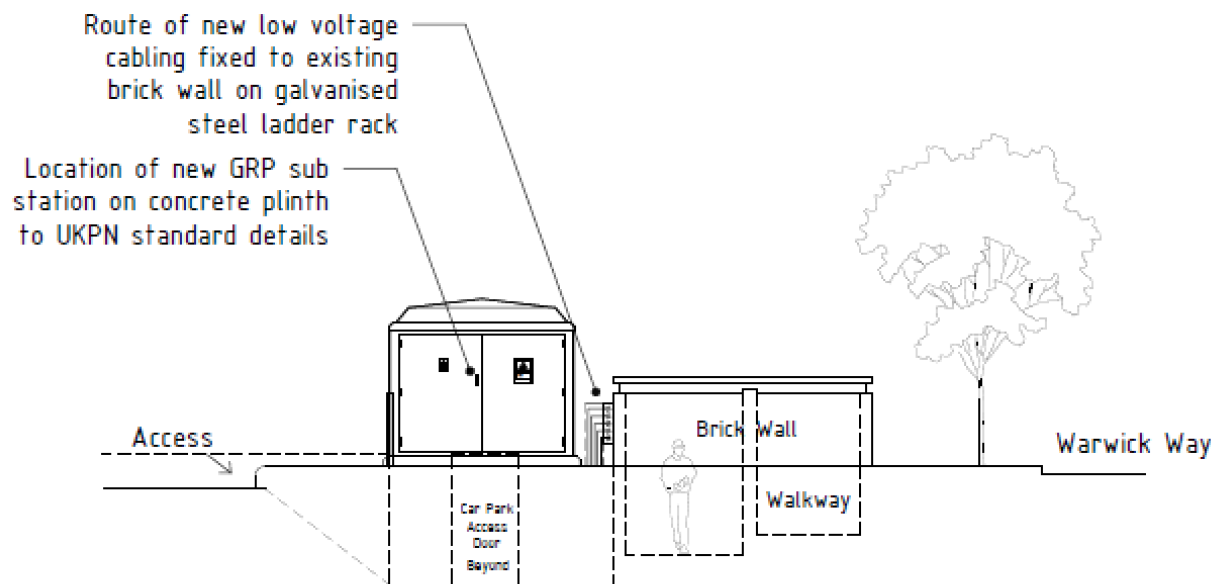 Route of new low voltage
cabling fixed to existing
brick wall on galvanised
steel ladder rack
Location of new GRP sub
station on concrete plinth
to UKPN standard details
Access
Brick Wall
Warwick Way
Walkway
Car Park
Access
Door
Beyond